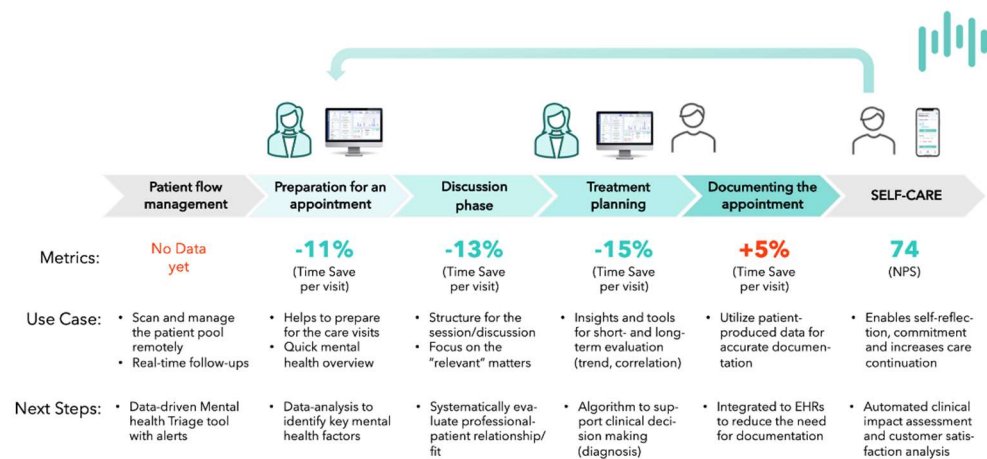 Patient flow
management
Preparation for an
appointment
Discussion
phase
Treatment
planning
Documenting the
appointment
SELF-CARE
Metrics:
No Data
yet
-11%
(Time Save
per visit)
-13%
(Time Save
per visit)
-15%
(Time Save
per visit)
+5%
(Time Save
per visit)
74
(NPS)
Use Case:
• Scan and manage
the patient pool
remotely
• Real-time follow-ups
• Helps to prepare
for the care visits
• Quick mental
health overview
• Structure for the
session/discussion
• Focus on the
"relevant" matters
• Insights and tools
for short- and long-
term evaluation
(trend, correlation)
• Utilize patient-
produced data for
accurate documen-
tation
• Enables self-reflec-
tion, commitment
and increases care
continuation
Next Steps:
• Data-driven Mental
health Triage tool
with alerts
• Data-analysis to
identify key mental
health factors
• Systematically eva-
luate professional-
patient relationship/
fit
• Algorithm to sup-
port clinical deci-
sion making
(diagnosis)
• Integrated to EHRs
to reduce the need
for documentation
• Automated clinical
impact assessment
and customer satis-
faction analysis